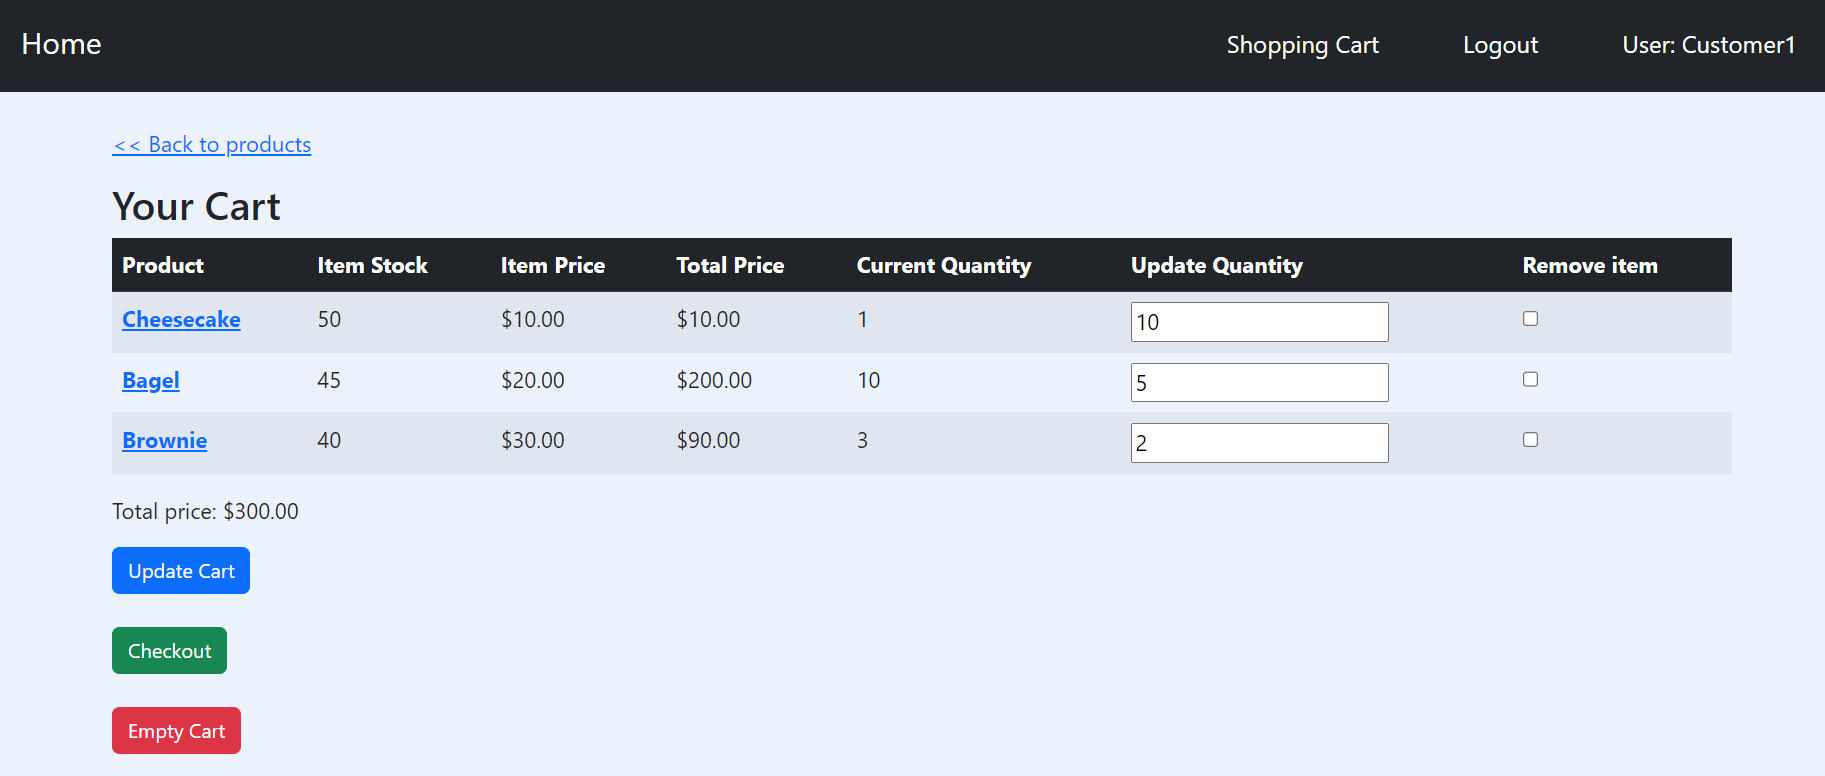 Home Shopping Cart Logout User: Customer1
<< Back to products
Your Cart
Product Item Stock Item Price Total Price Current Quantity Update Quantity Remove item
Cheesecake 50 $10.00 $10.00 1 10
Bagel 45 $20.00 $200.00 10 5
Brownie 40 $30.00 $90.00 3 2
Total price: $300.00
Update Cart
Checkout
Empty Cart